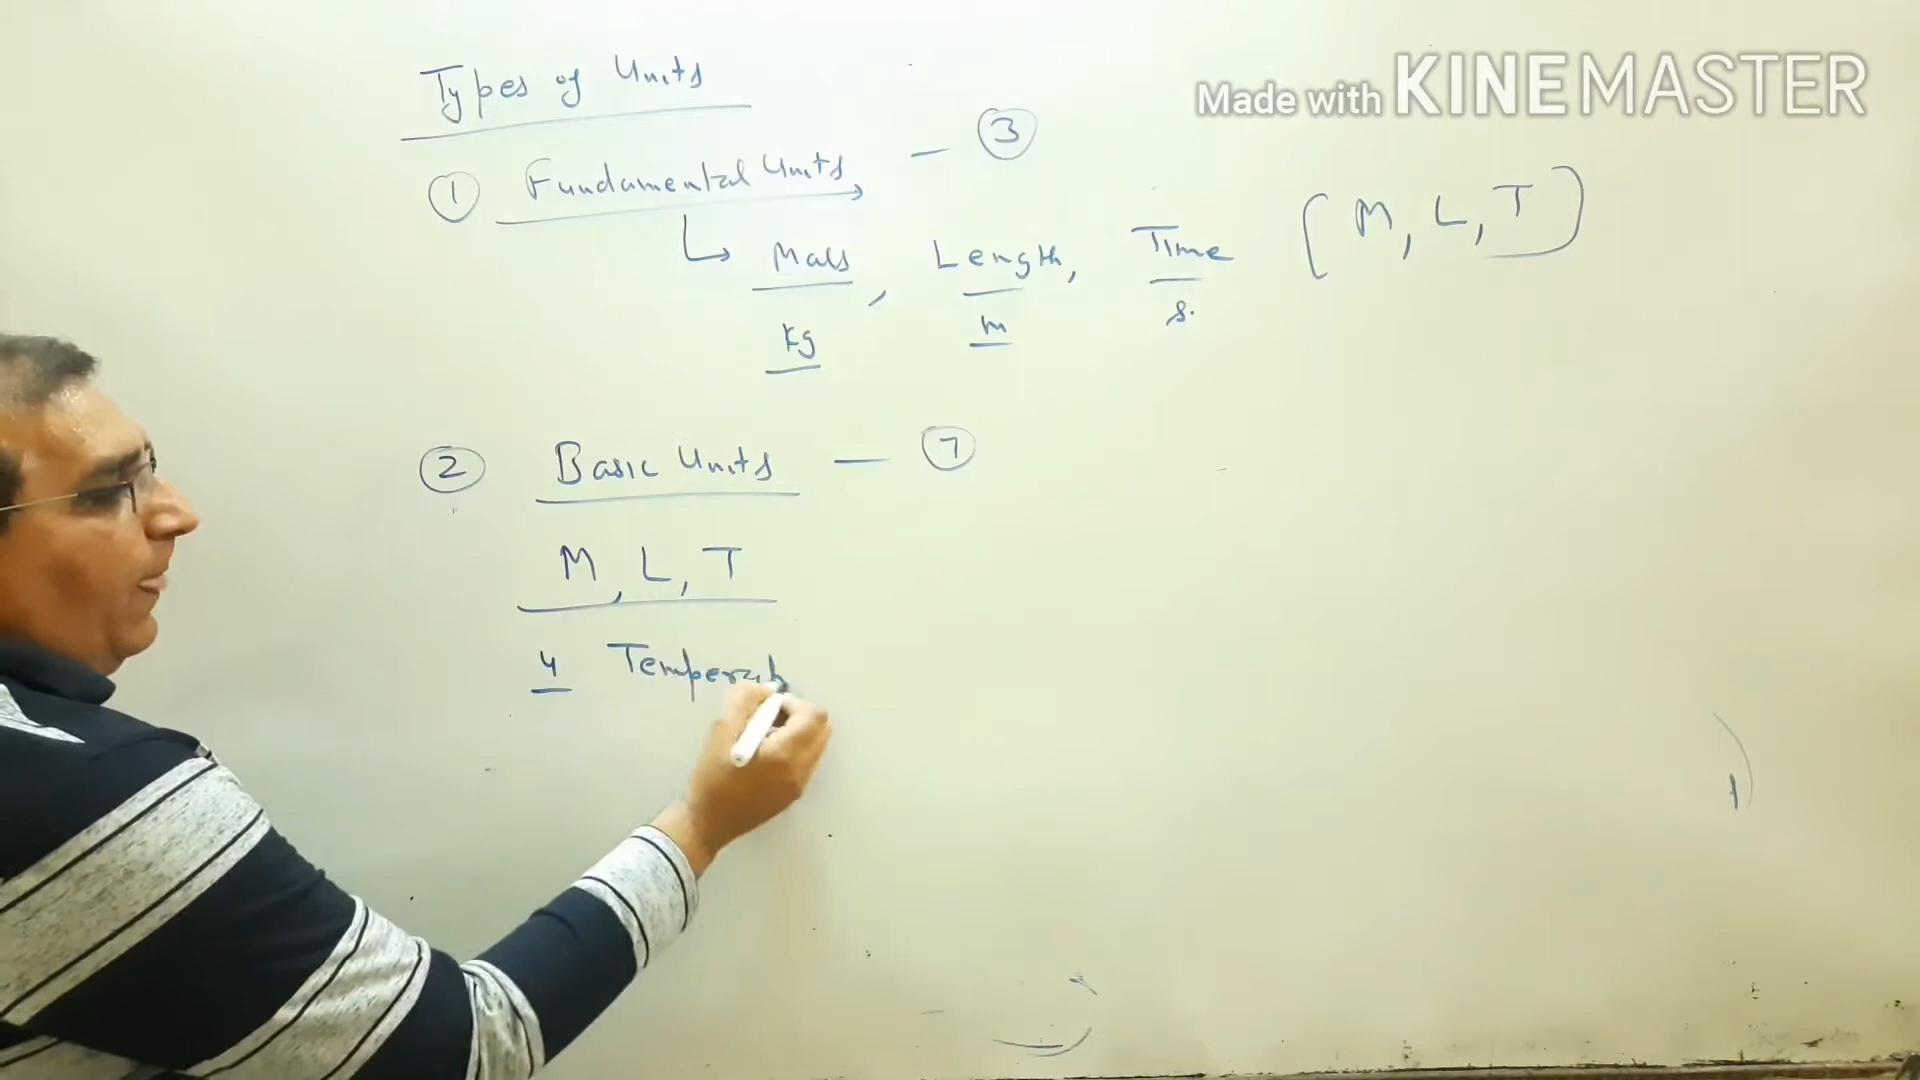 Types of Units
Made with KINEMASTER
1 Fundamental Units — 3
Mass, Length, Time [M, L, T]
kg m s.
2 Basic Units — 7
M, L, T
4 Temperat